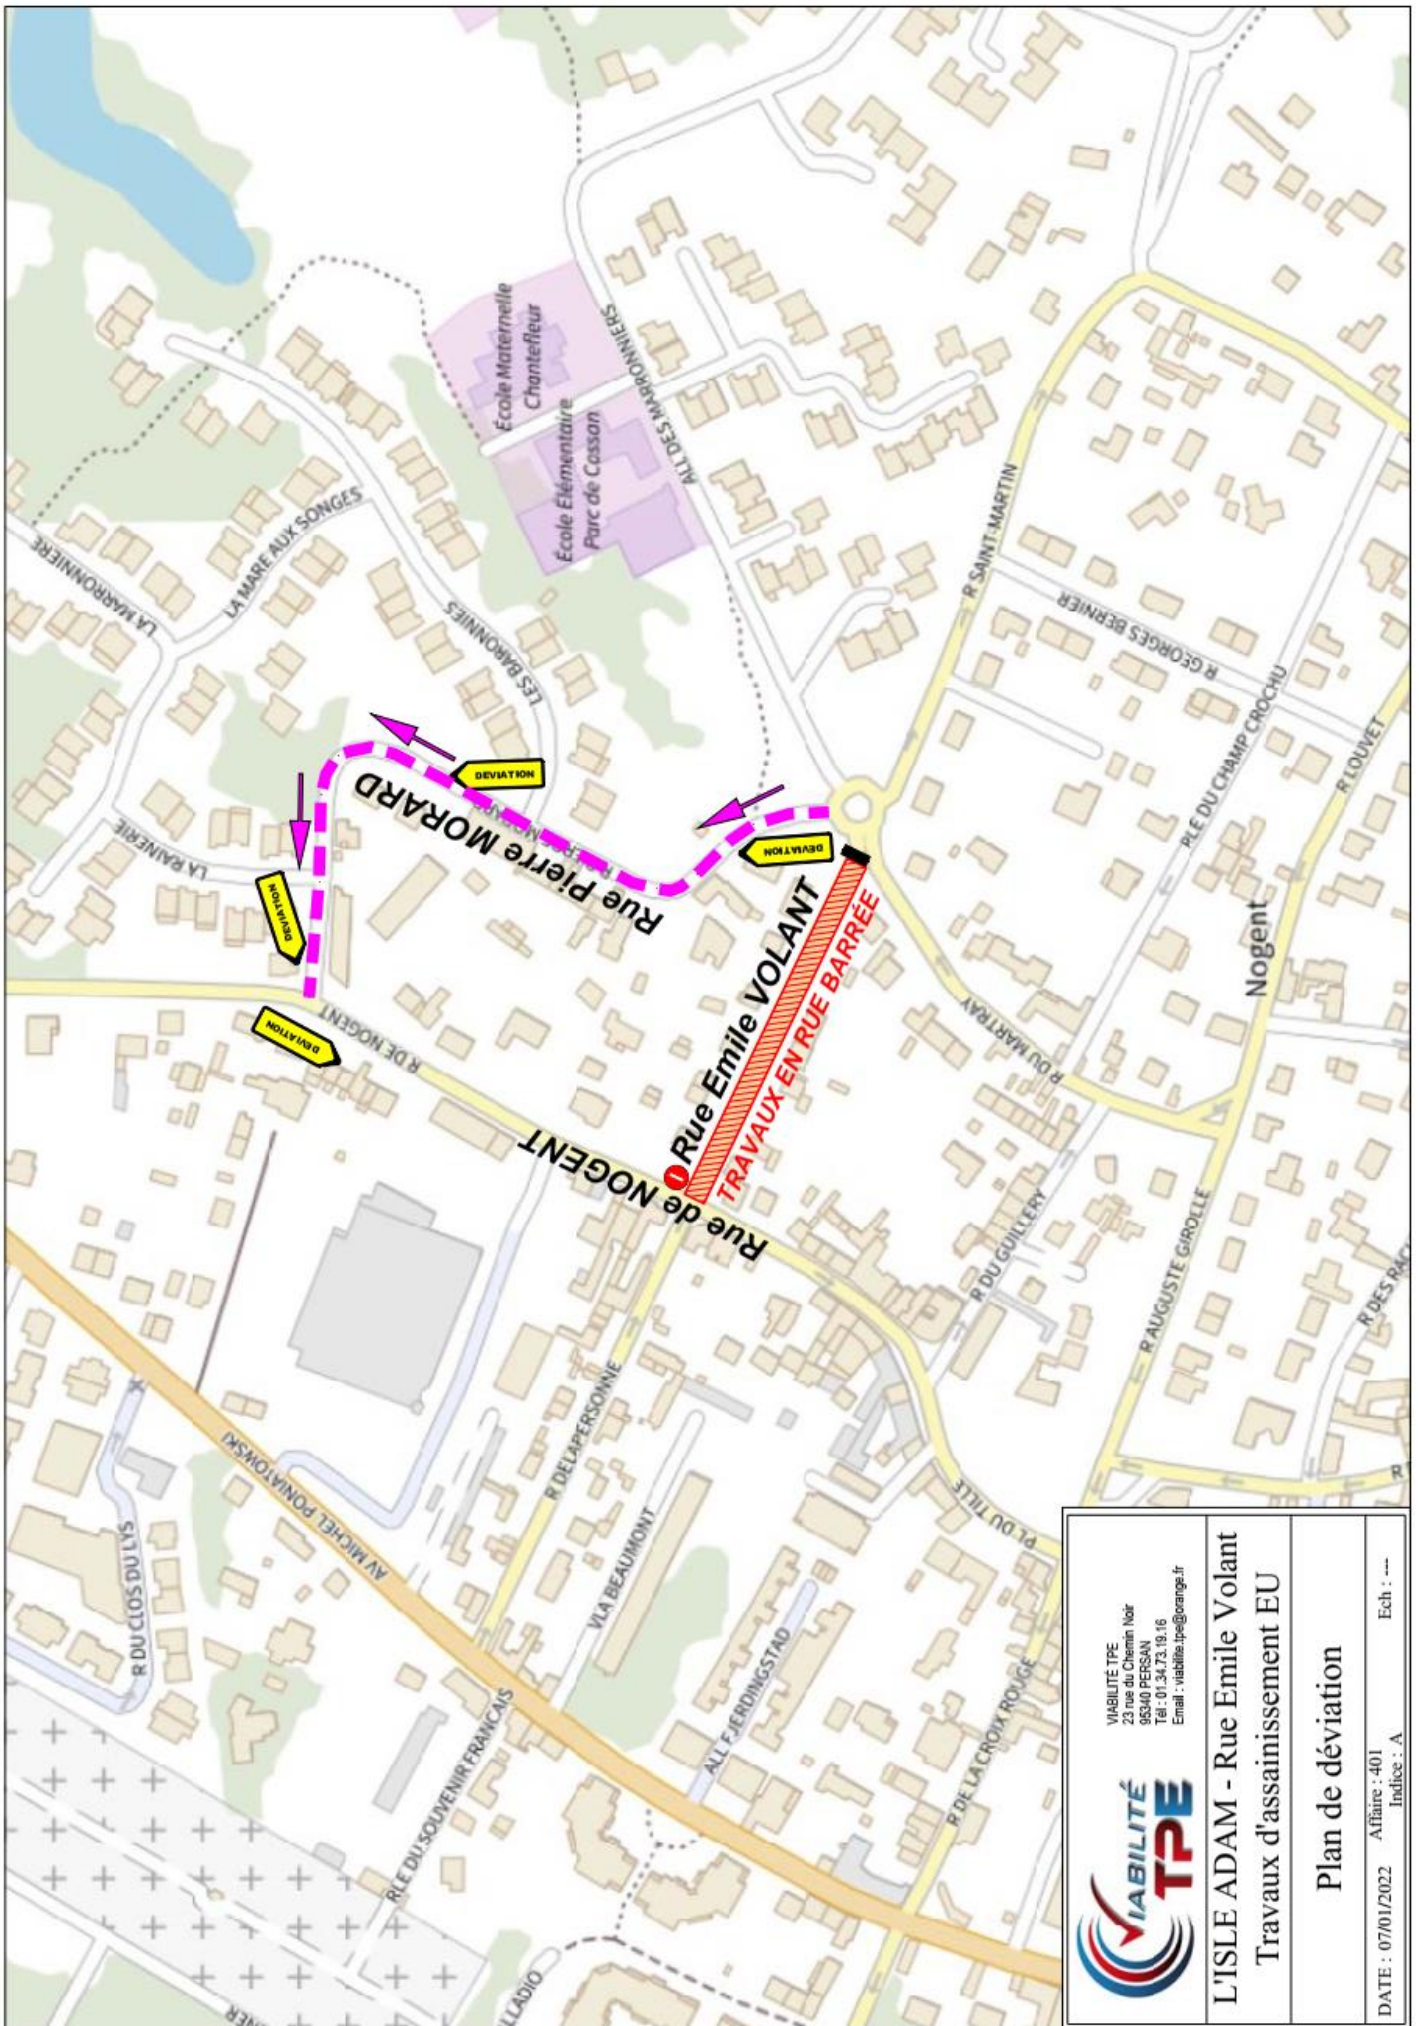 LA MARRONNIERE
LA MARE AUX SONGES
LES BARONNIES
LA RAINERIE
École Maternelle
Chantefleur
École Elémentaire
Parc de Cassan
ALL DES MARRONNIERS
R SAINT-MARTIN
R GEORGES BERNIER
PLE DU CHAMP CROCHU
R LOUVET
Nogent
R DU MARTRAY
DEVIATION
DEVIATION
DEVIATION
DEVIATION
Rue Pierre MORARD
Rue Emile VOLANT
TRAVAUX EN RUE BARRÉE
Rue de NOGENT
R DE NOGENT
R DU GUILLERY
R AUGUSTE GIROLLE
R DES RAC
R DELAPERSONNE
VLA BEAUMONT
PL DU TILLE
AV MICHEL PONIATOWSKI
R DU CLOS DU LYS
RLE DU SOUVENIR FRANCAIS
ALL FJERDINGSTAD
R DE LA CROIX ROUGE
LLADIO
NER
VIABILITÉ
TPE
VIABILITÉ TPE
23 rue du Chemin Noir
95340 PERSAN
Tél : 01.34.73.19.16
Email : viabilite.tpe@orange.fr
L'ISLE ADAM - Rue Emile Volant
Travaux d'assainissement EU
Plan de déviation
DATE : 07/01/2022 Affaire : 401 Ech : ---
Indice : A